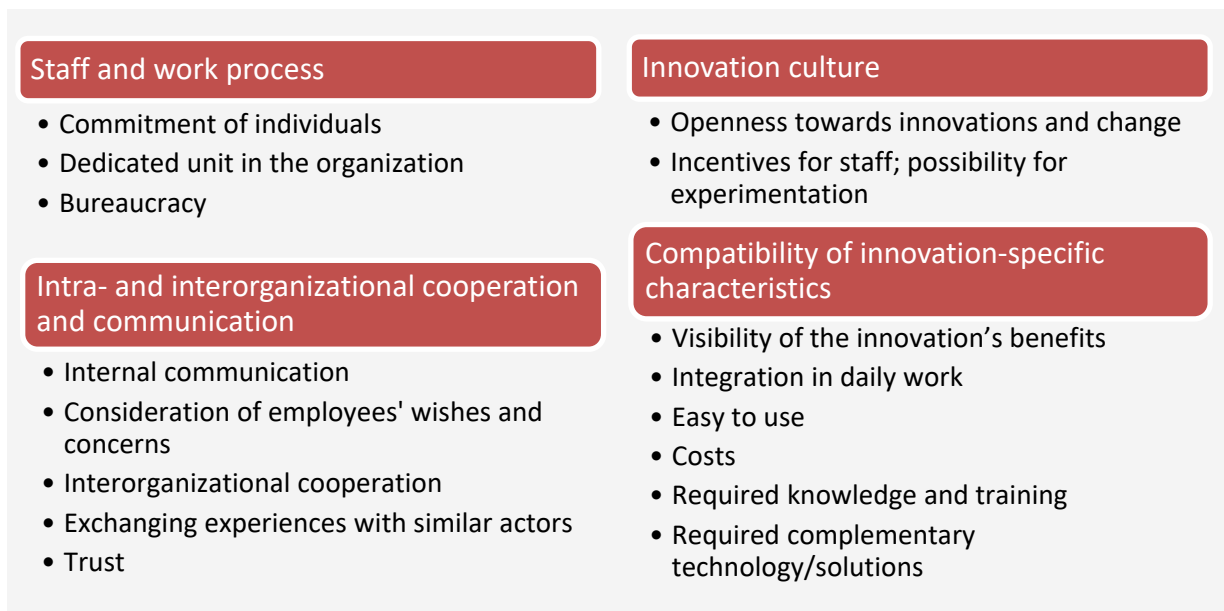 Staff and work process
• Commitment of individuals
• Dedicated unit in the organization
• Bureaucracy
Intra- and interorganizational cooperation
and communication
• Internal communication
• Consideration of employees' wishes and
concerns
• Interorganizational cooperation
• Exchanging experiences with similar actors
• Trust
Innovation culture
• Openness towards innovations and change
• Incentives for staff; possibility for
experimentation
Compatibility of innovation-specific
characteristics
• Visibility of the innovation’s benefits
• Integration in daily work
• Easy to use
• Costs
• Required knowledge and training
• Required complementary
technology/solutions